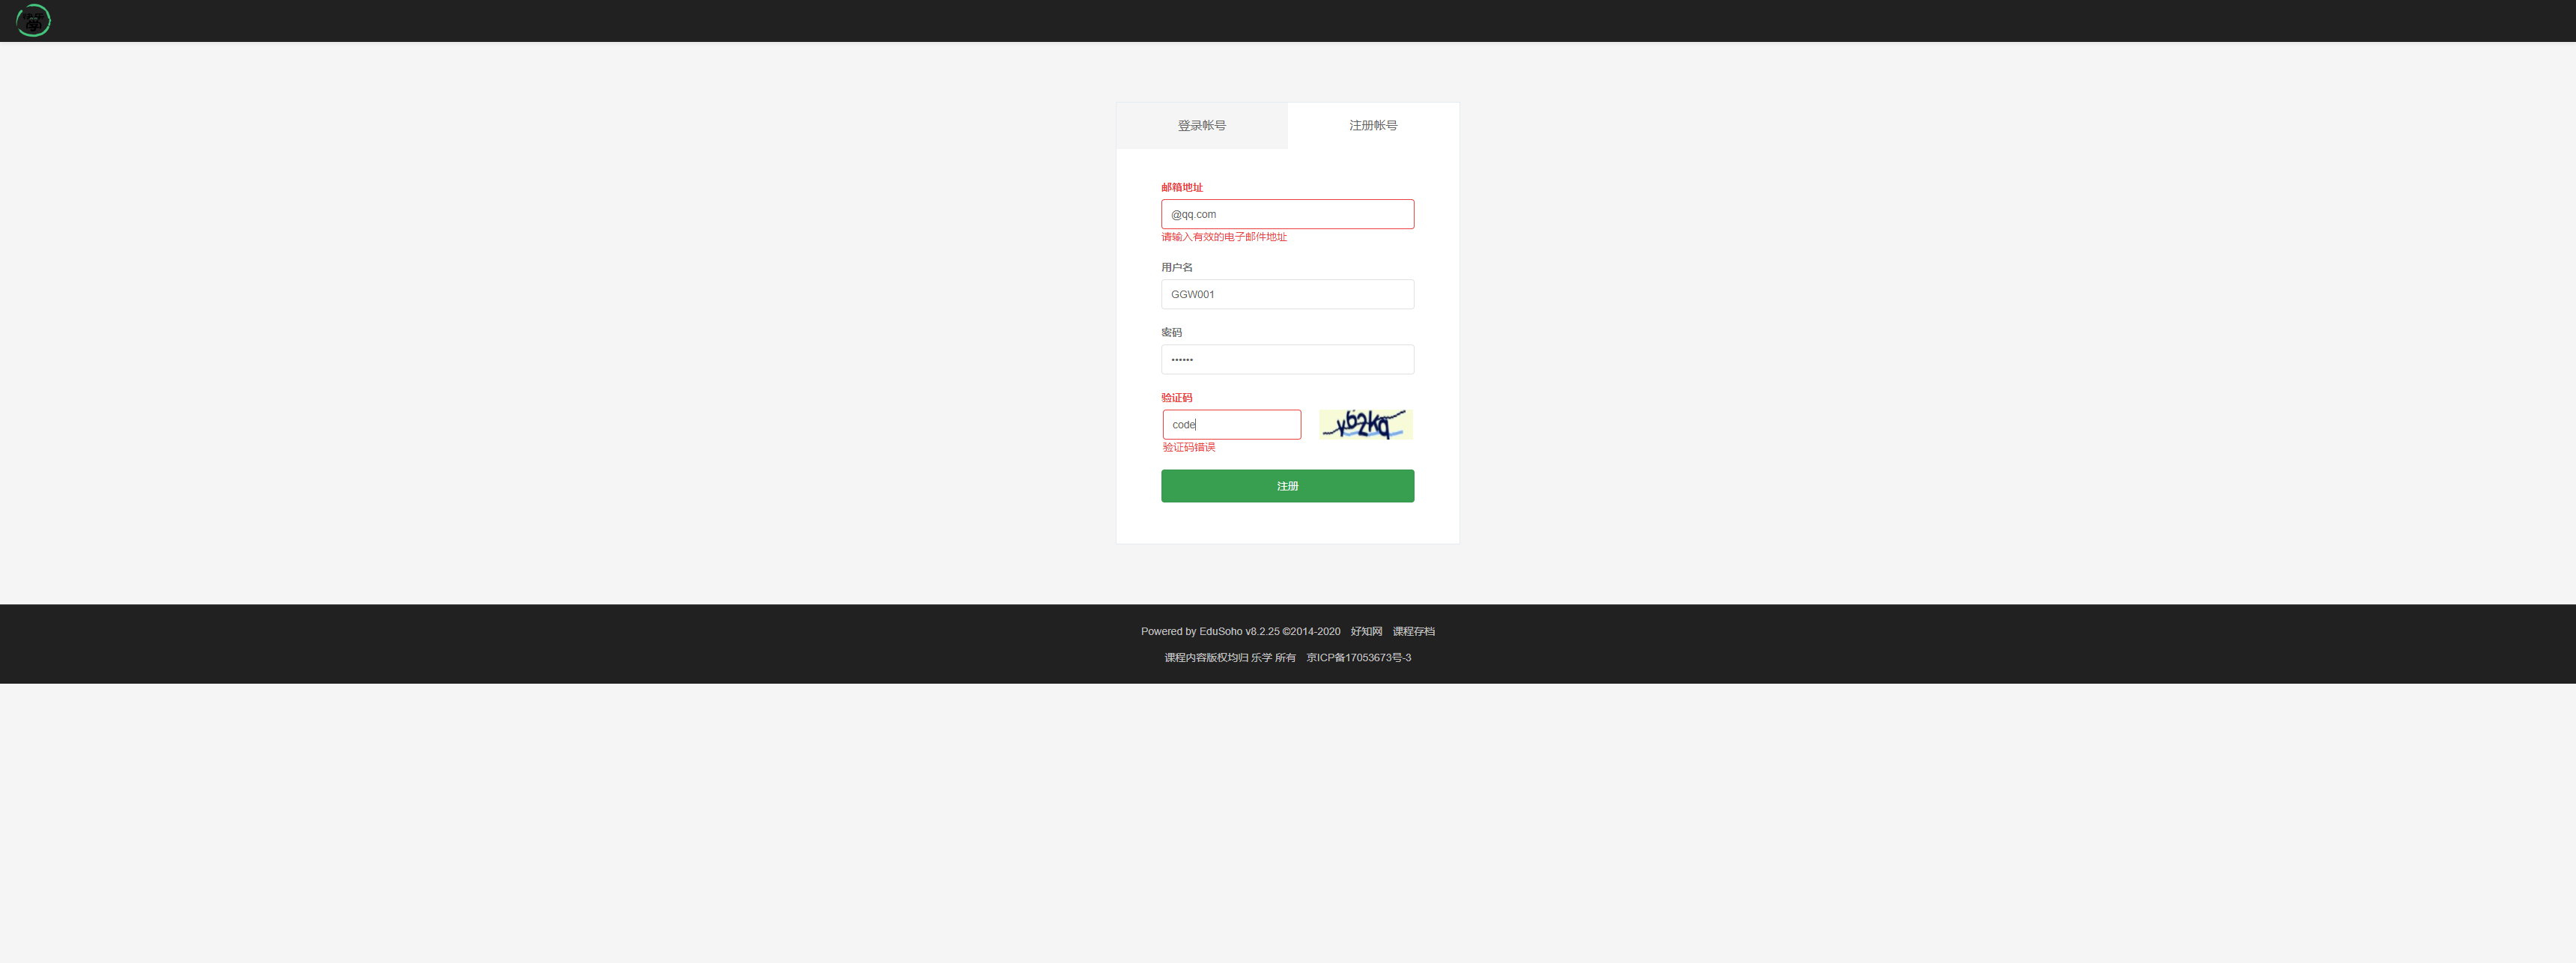 登录帐号 注册帐号
邮箱地址
@qq.com
请输入有效的电子邮件地址
用户名
GGW001
密码
••••••
验证码
code
验证码错误
注册
Powered by EduSoho v8.2.25 ©2014-2020 好知网 课程存档
课程内容版权均归 乐学 所有 京ICP备17053673号-3